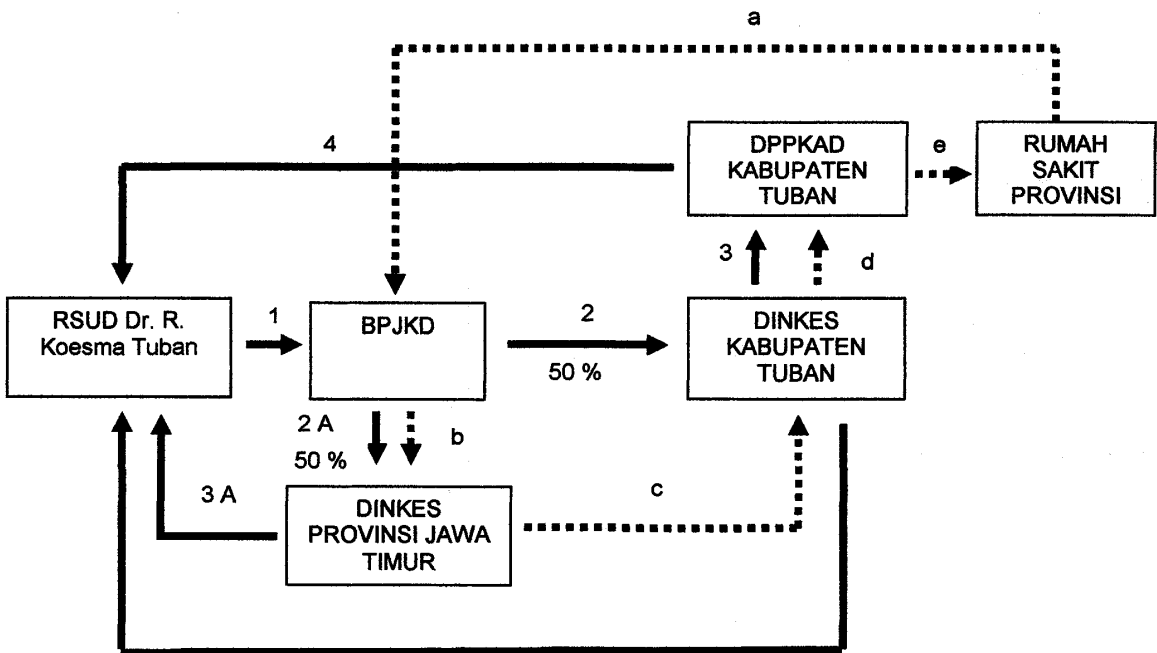 a
4
DPPKAD
KABUPATEN
TUBAN
e
RUMAH
SAKIT
PROVINSI
3
d
RSUD Dr. R.
Koesma Tuban
1
BPJKD
2
50 %
DINKES
KABUPATEN
TUBAN
2 A
50 %
b
3 A
DINKES
PROVINSI JAWA
TIMUR
c